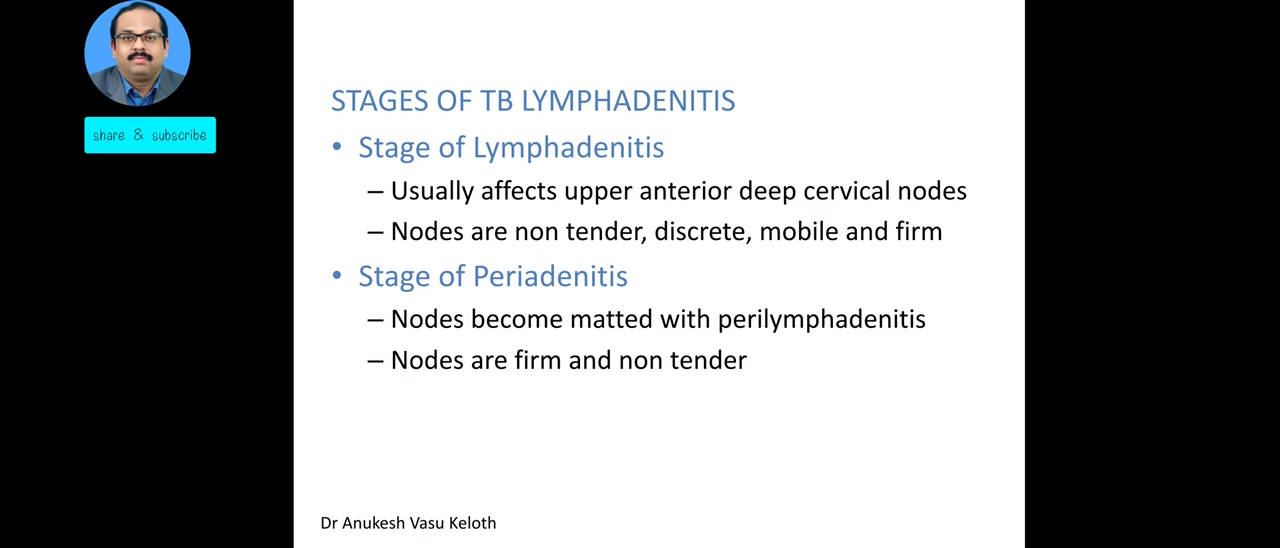 share & subscribe
STAGES OF TB LYMPHADENITIS
• Stage of Lymphadenitis
– Usually affects upper anterior deep cervical nodes
– Nodes are non tender, discrete, mobile and firm
• Stage of Periadenitis
– Nodes become matted with perilymphadenitis
– Nodes are firm and non tender
Dr Anukesh Vasu Keloth